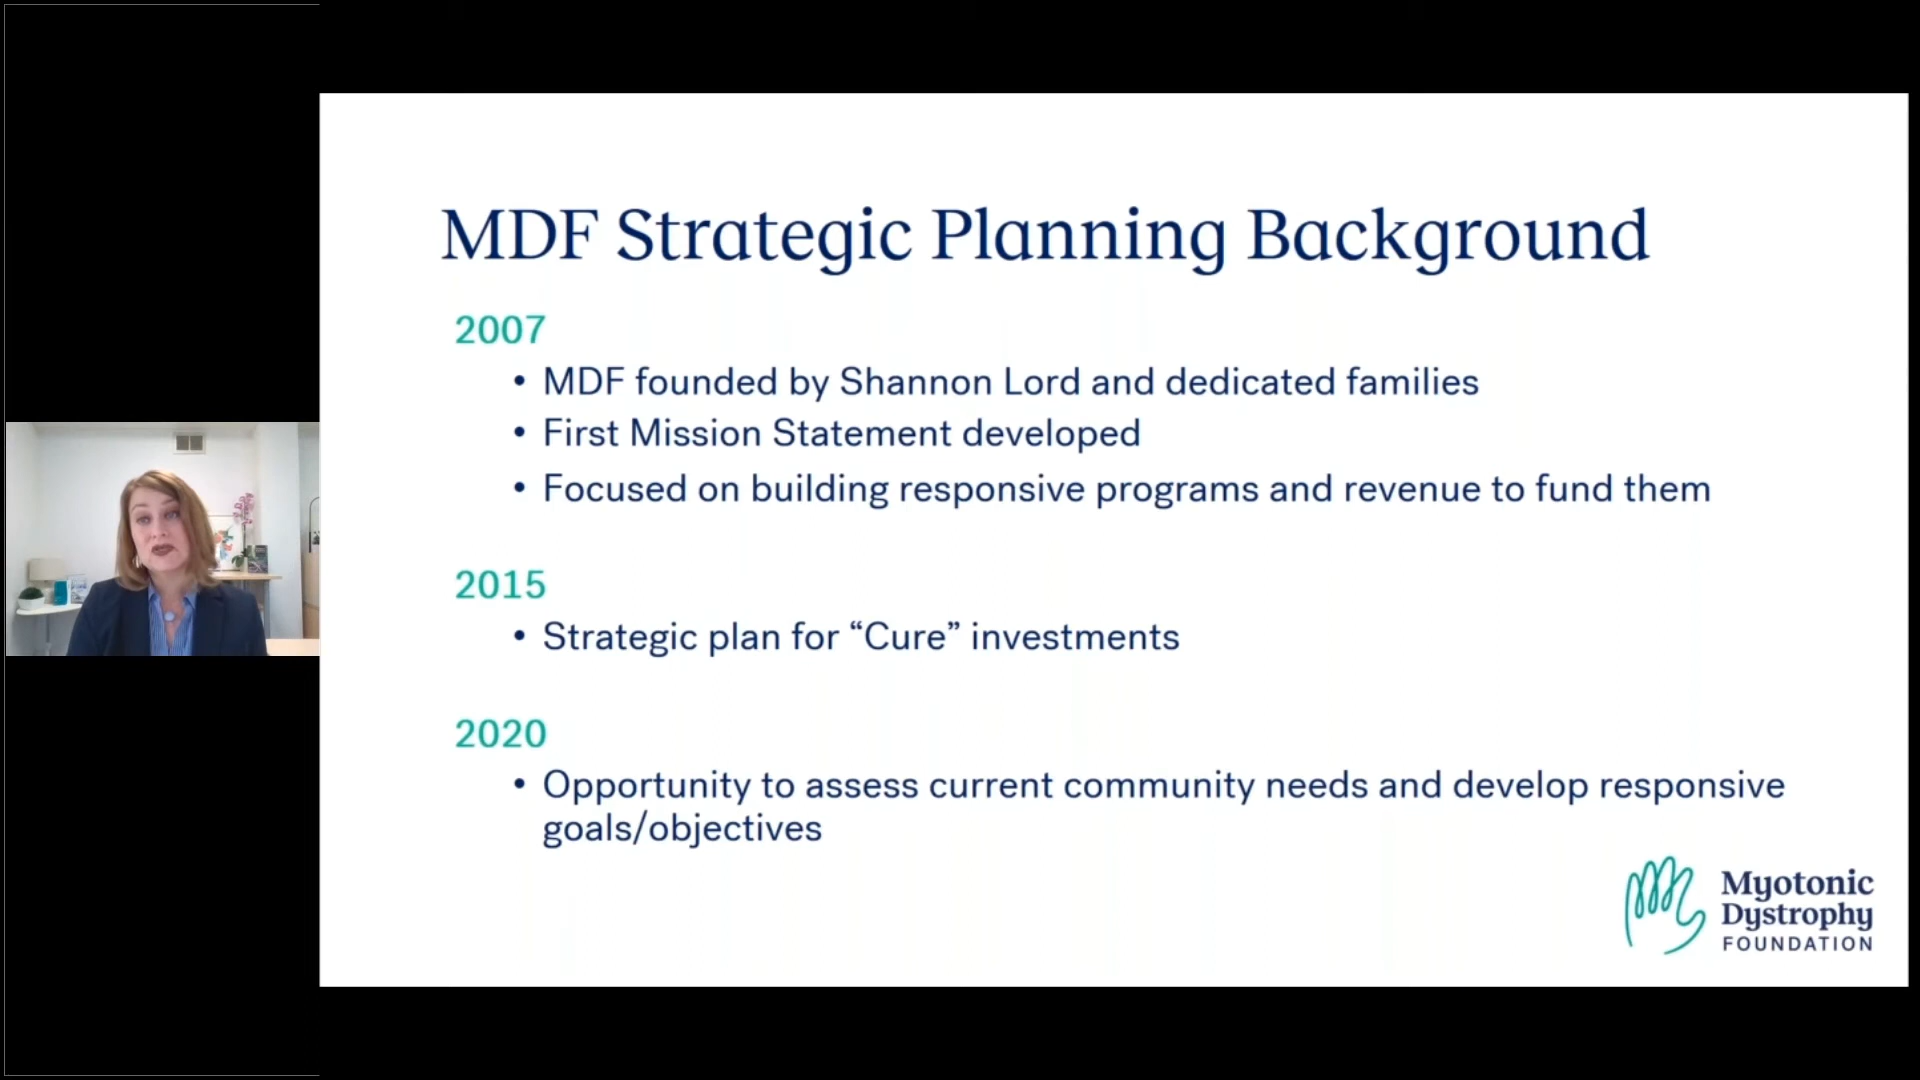 MDF Strategic Planning Background
2007
• MDF founded by Shannon Lord and dedicated families
• First Mission Statement developed
• Focused on building responsive programs and revenue to fund them
2015
• Strategic plan for “Cure” investments
2020
• Opportunity to assess current community needs and develop responsive
goals/objectives
Myotonic
Dystrophy
FOUNDATION